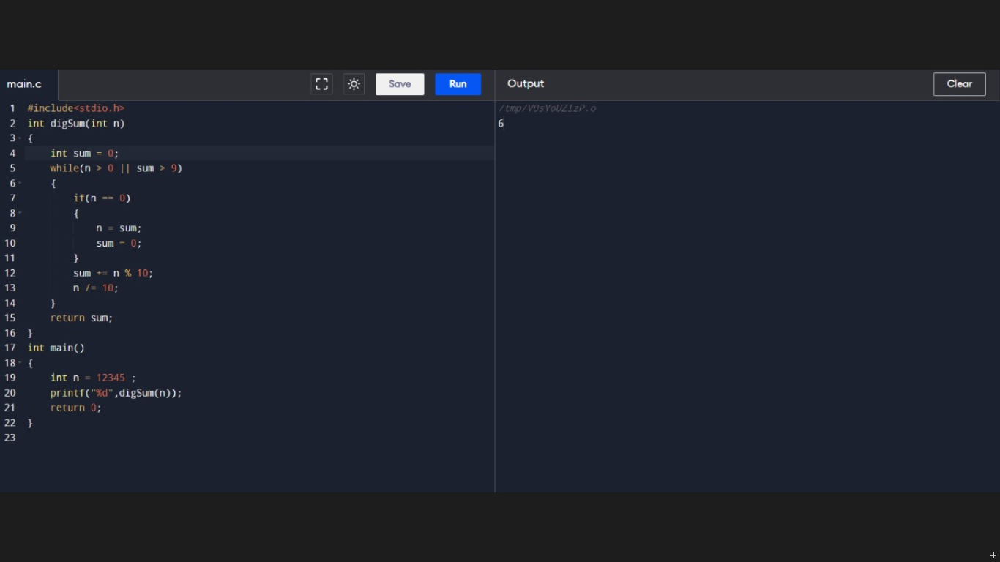 main.c Save Run Output Clear
1 #include<stdio.h> /tmp/V0sYoUZIzP.o
2 int digSum(int n) 6
3 {
4 int sum = 0;
5 while(n > 0 || sum > 9)
6 {
7 if(n == 0)
8 {
9 n = sum;
10 sum = 0;
11 }
12 sum += n % 10;
13 n /= 10;
14 }
15 return sum;
16 }
17 int main()
18 {
19 int n = 12345 ;
20 printf("%d",digSum(n));
21 return 0;
22 }
23